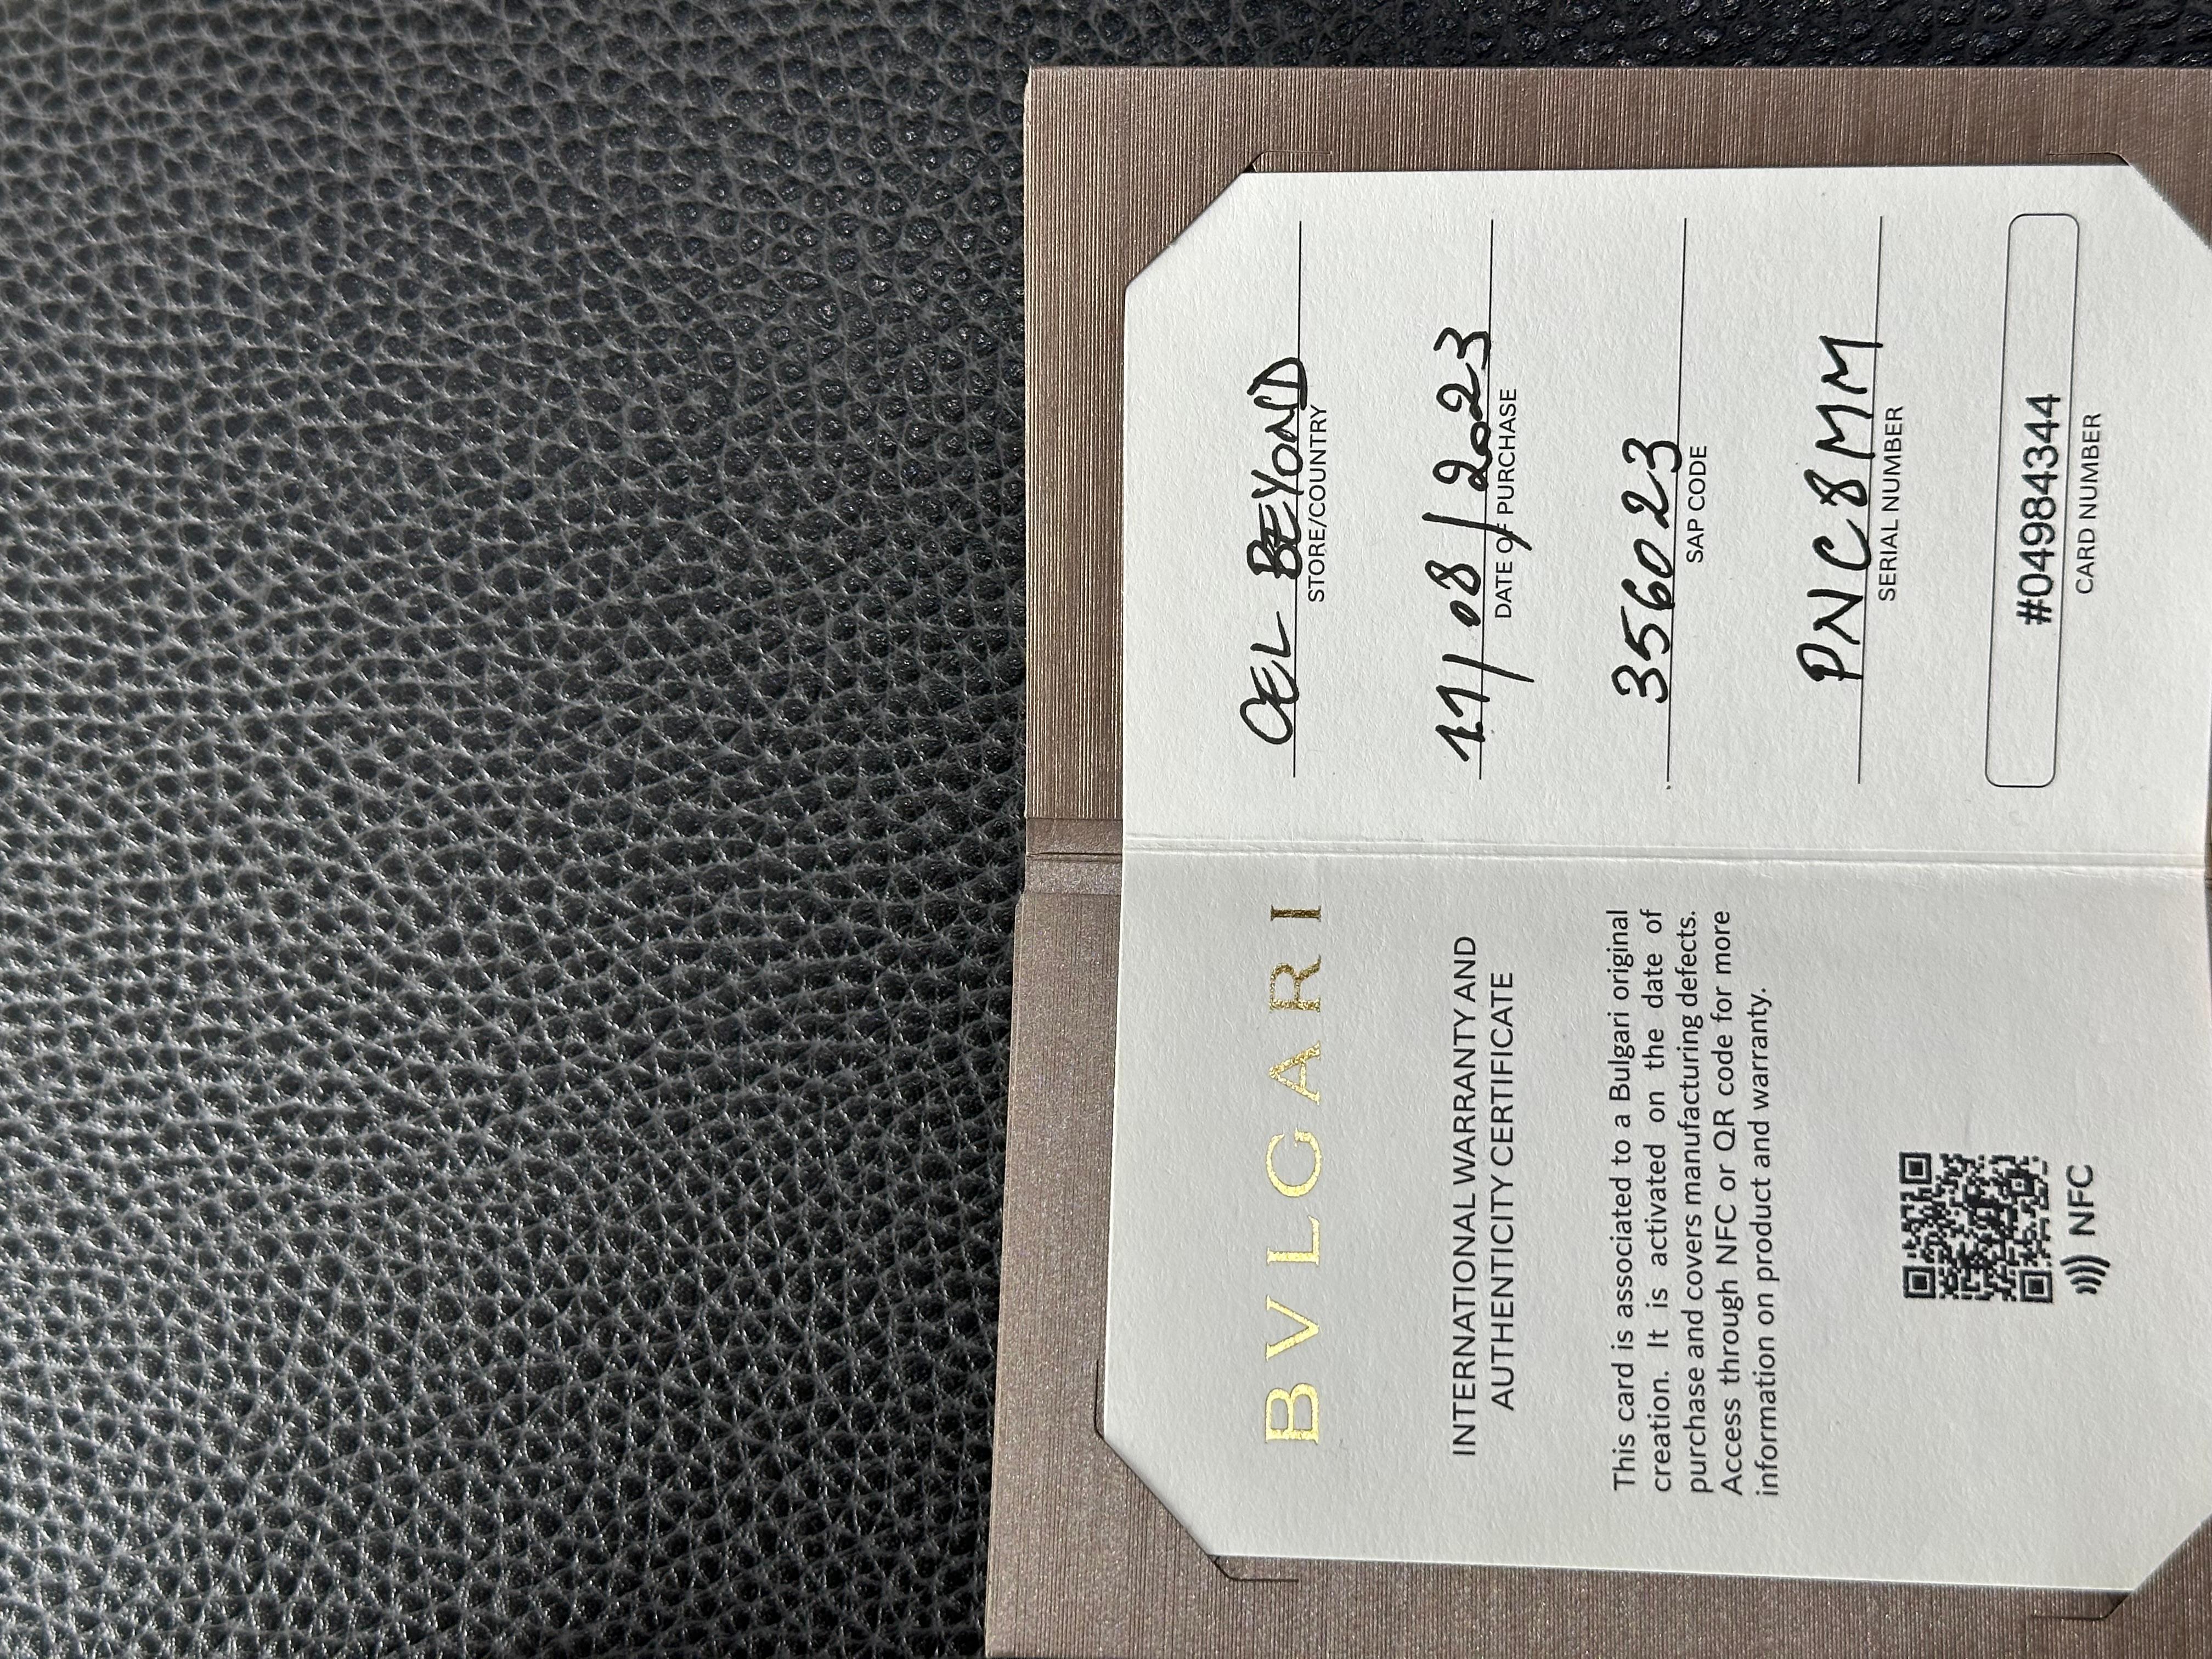 BVLGARI
INTERNATIONAL WARRANTY AND
AUTHENTICITY CERTIFICATE
This card is associated to a Bulgari original
creation. It is activated on the date of
purchase and covers manufacturing defects.
Access through NFC or QR code for more
information on product and warranty.
NFC
OEL BEYOND
STORE/COUNTRY
11/08/2023
DATE OF PURCHASE
356023
SAP CODE
PNC8MM
SERIAL NUMBER
#04984344
CARD NUMBER